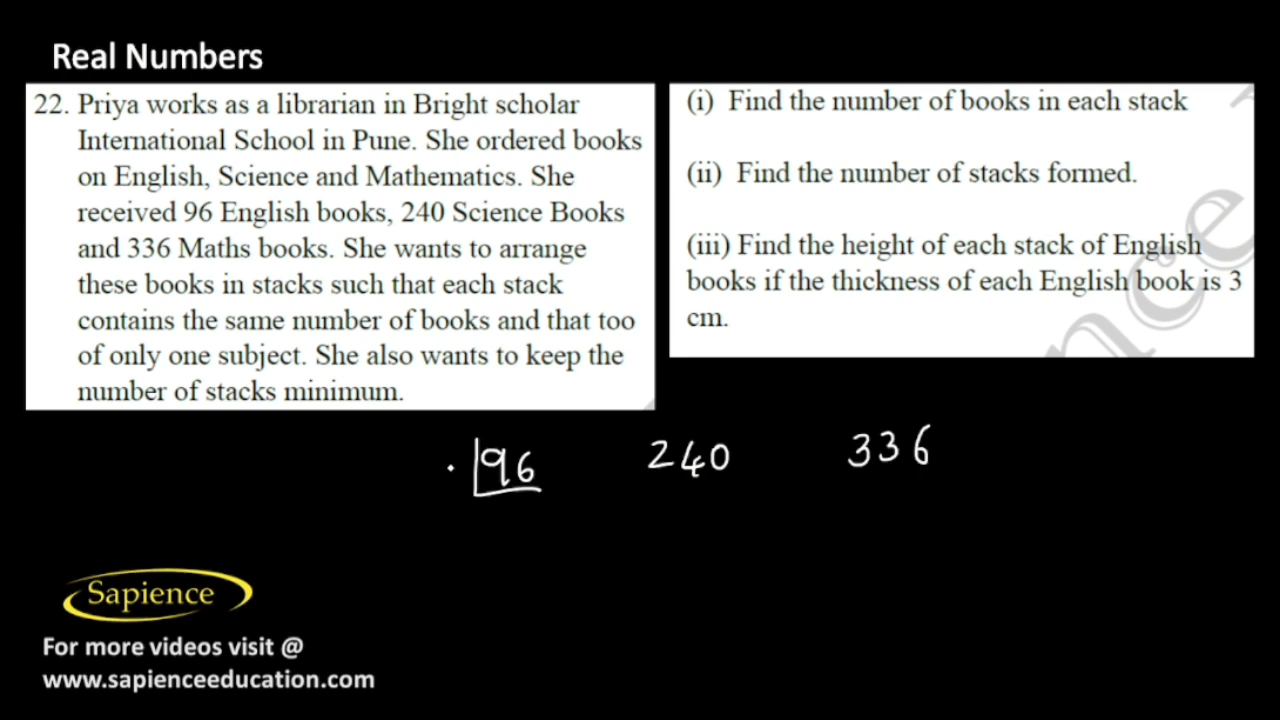 Real Numbers
22. Priya works as a librarian in Bright scholar
International School in Pune. She ordered books
on English, Science and Mathematics. She
received 96 English books, 240 Science Books
and 336 Maths books. She wants to arrange
these books in stacks such that each stack
contains the same number of books and that too
of only one subject. She also wants to keep the
number of stacks minimum.
(i) Find the number of books in each stack
(ii) Find the number of stacks formed.
(iii) Find the height of each stack of English
books if the thickness of each English book is 3
cm.
96 240 336
Sapience
For more videos visit @
www.sapienceeducation.com